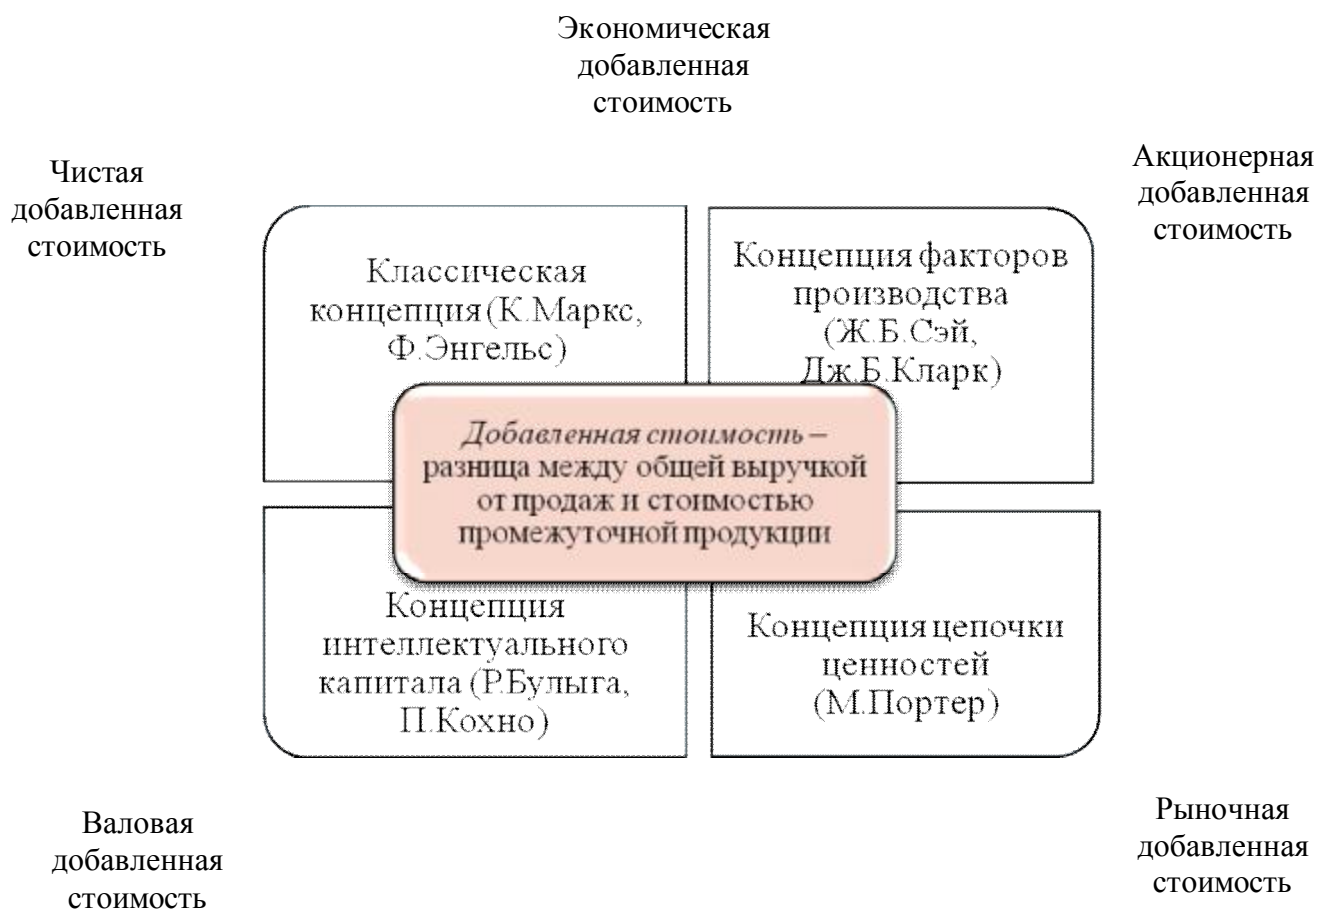 Экономическая
добавленная
стоимость
Чистая
добавленная
стоимость
Акционерная
добавленная
стоимость
Классическая
концепция (К.Маркс,
Ф.Энгельс)
Концепция факторов
производства
(Ж.Б.Сэй,
Дж.Б.Кларк)
Добавленная стоимость –
разница между общей выручкой
от продаж и стоимостью
промежуточной продукции
Концепция
интеллектуального
капитала (Р.Булыга,
П.Кохно)
Концепция цепочки
ценностей
(М.Портер)
Валовая
добавленная
стоимость
Рыночная
добавленная
стоимость